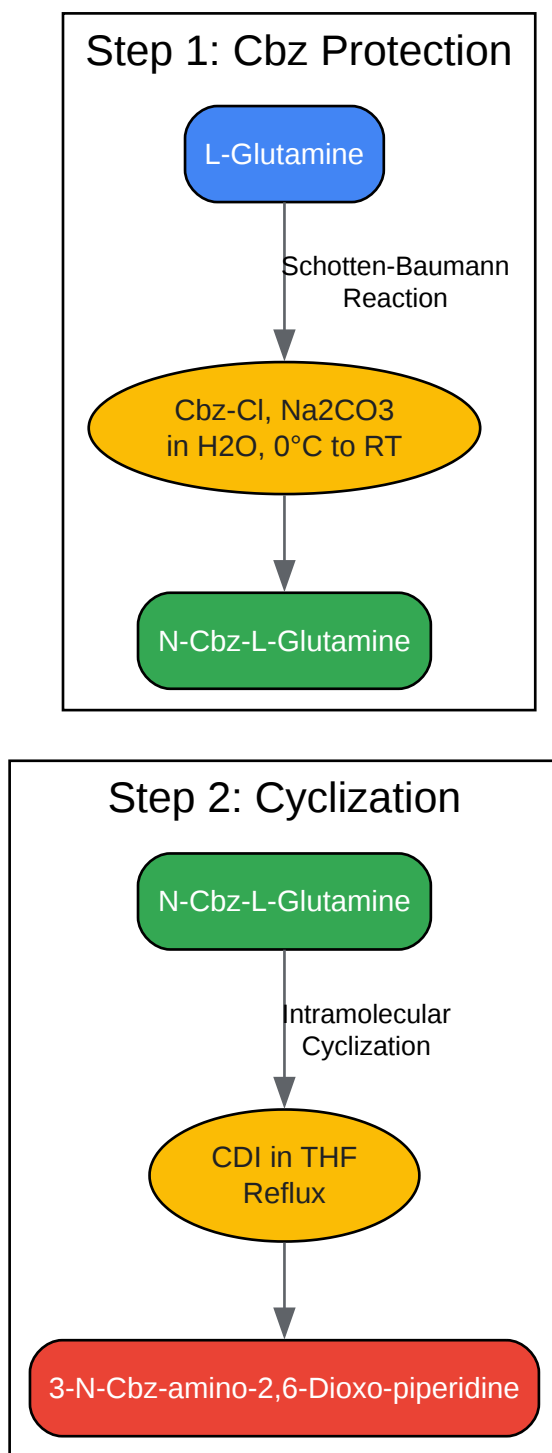 Step 1: Cbz Protection
L-Glutamine
Schotten-Baumann
Reaction
Cbz-Cl, Na2CO3
in H2O, 0°C to RT
N-Cbz-L-Glutamine
Step 2: Cyclization
N-Cbz-L-Glutamine
Intramolecular
Cyclization
CDI in THF
Reflux
3-N-Cbz-amino-2,6-Dioxo-piperidine